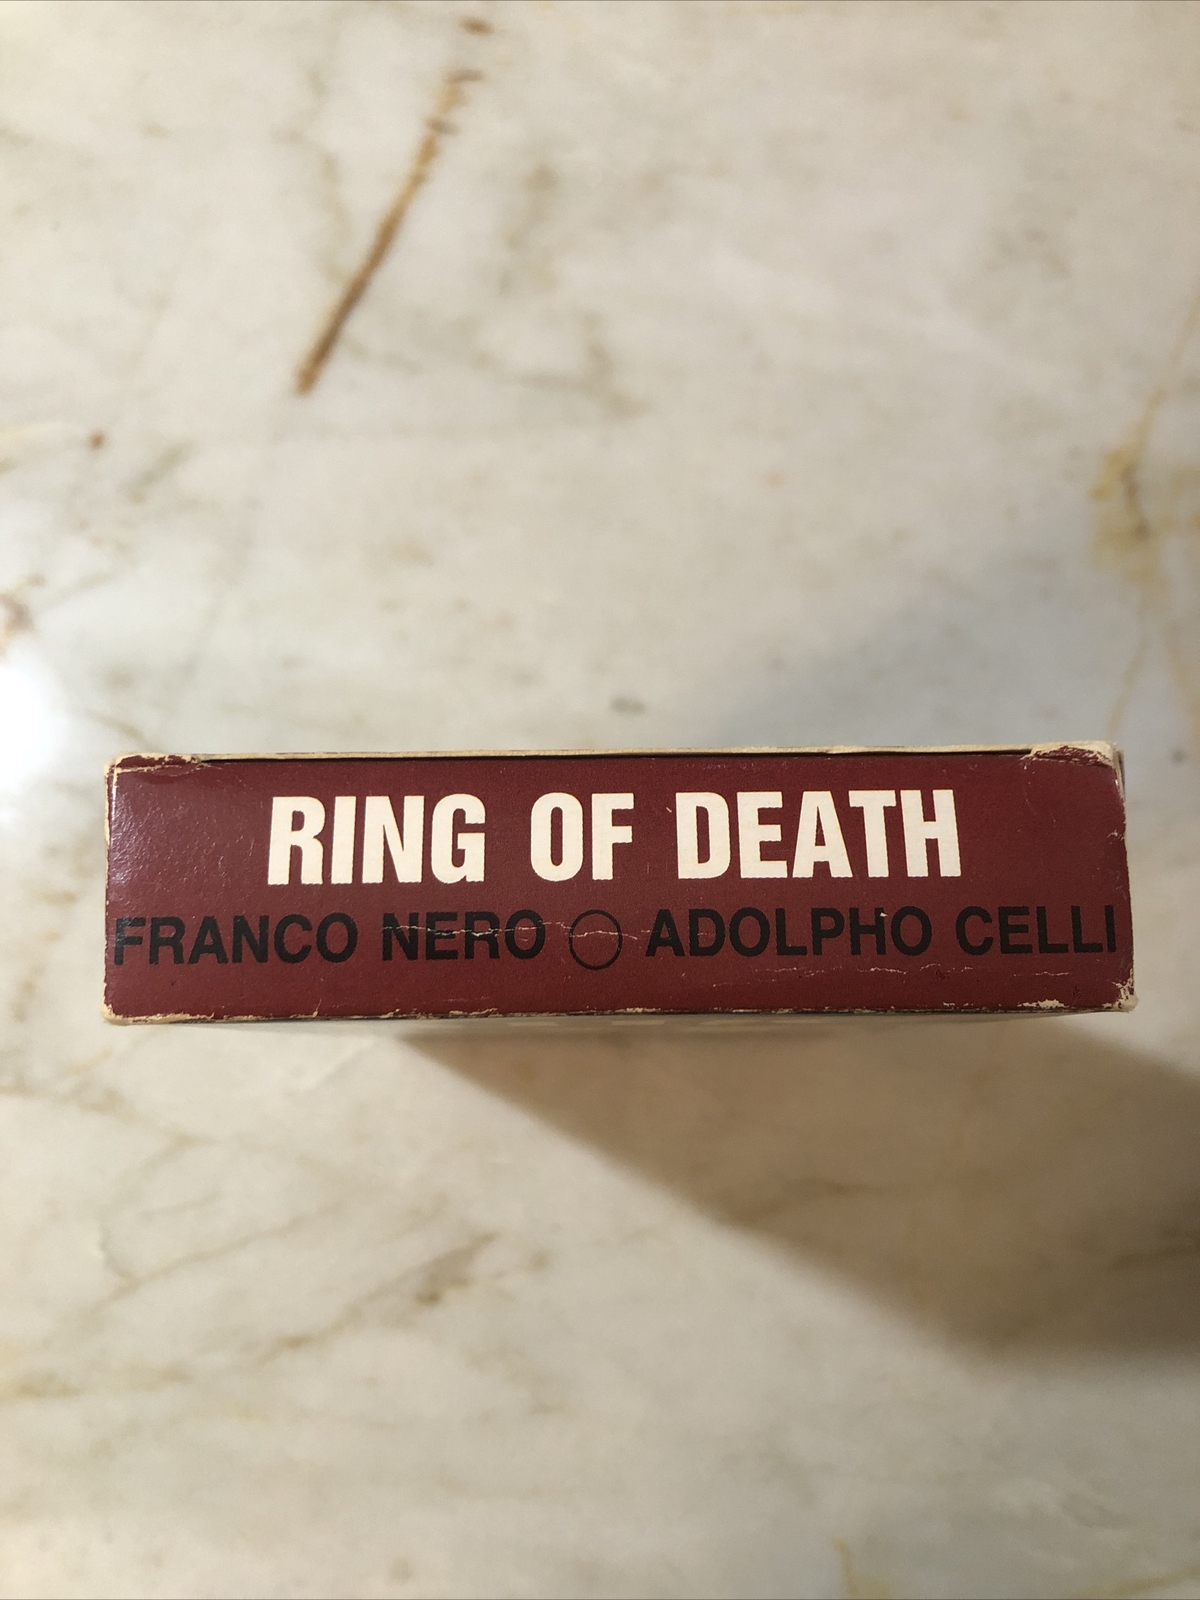 RING OF DEATH
FRANCO NERO ○ ADOLPHO CELLI